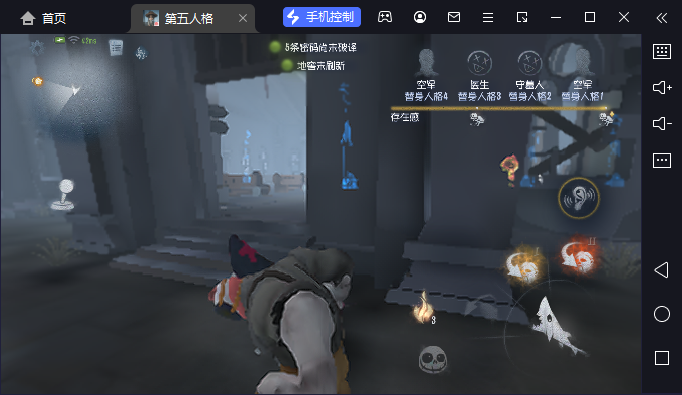 首页
第五人格
手机控制
5条密码尚未破译
地窖未刷新
空军
替身人格4
医生
替身人格3
守墓人
替身人格2
空军
替身人格1
存在感
II
3